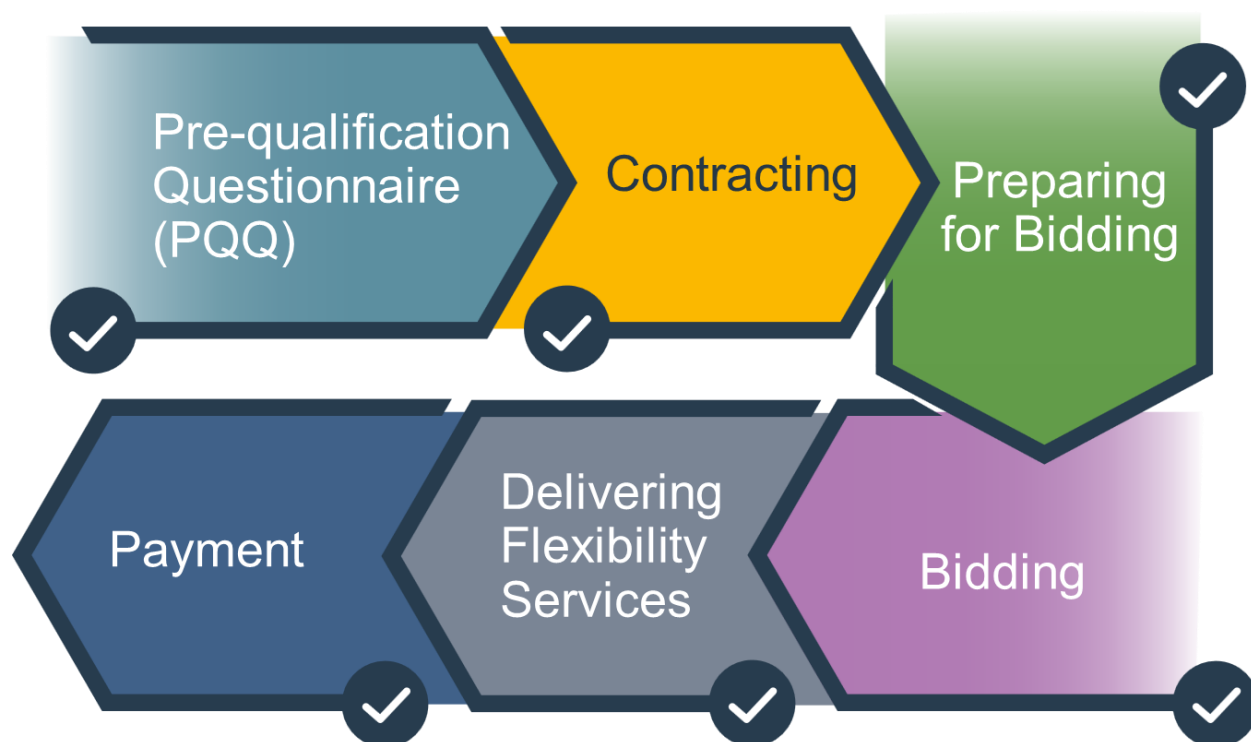 Pre-qualification
Questionnaire
(PQQ)
Contracting
Preparing
for Bidding
Bidding
Delivering
Flexibility
Services
Payment